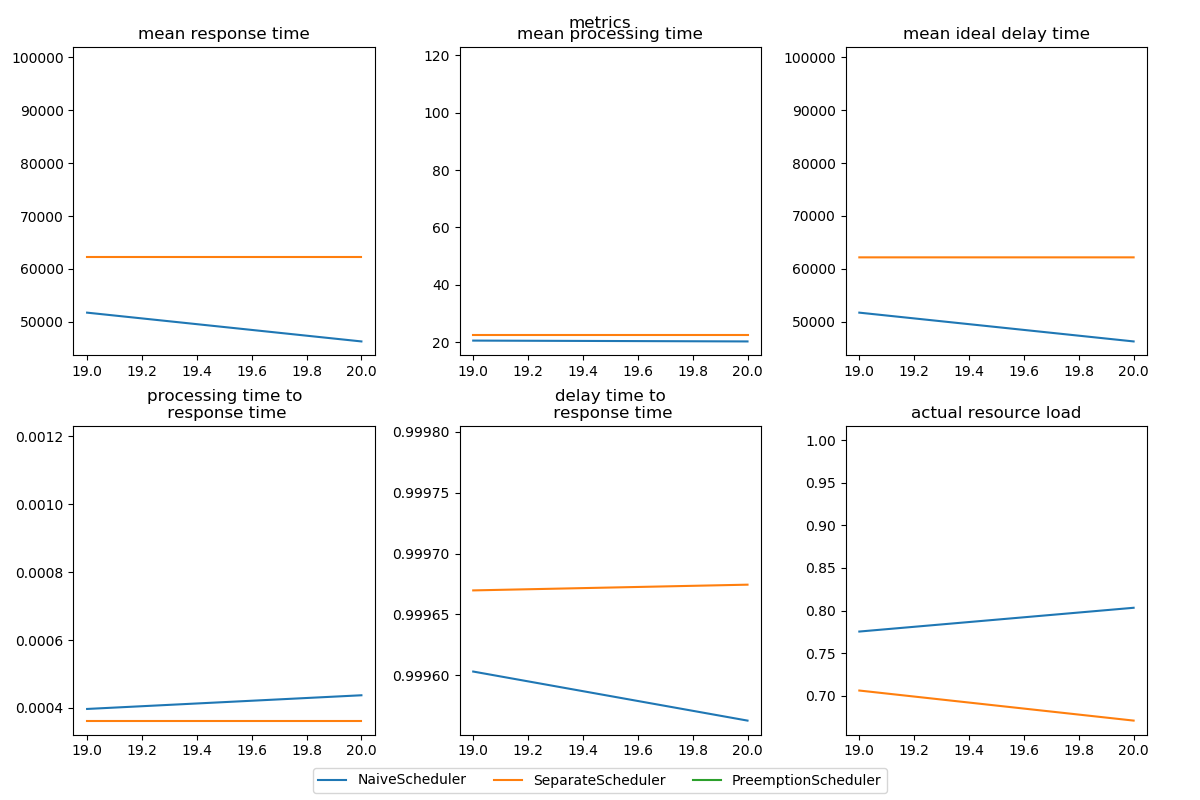 metrics
mean response time
mean processing time
mean ideal delay time
100000
90000
80000
70000
60000
50000
19.0 19.2 19.4 19.6 19.8 20.0
120
100
80
60
40
20
19.0 19.2 19.4 19.6 19.8 20.0
100000
90000
80000
70000
60000
50000
19.0 19.2 19.4 19.6 19.8 20.0
processing time to
response time
delay time to
response time
actual resource load
0.0012
0.0010
0.0008
0.0006
0.0004
19.0 19.2 19.4 19.6 19.8 20.0
0.99980
0.99975
0.99970
0.99965
0.99960
19.0 19.2 19.4 19.6 19.8 20.0
1.00
0.95
0.90
0.85
0.80
0.75
0.70
19.0 19.2 19.4 19.6 19.8 20.0
NaiveScheduler SeparateScheduler PreemptionScheduler